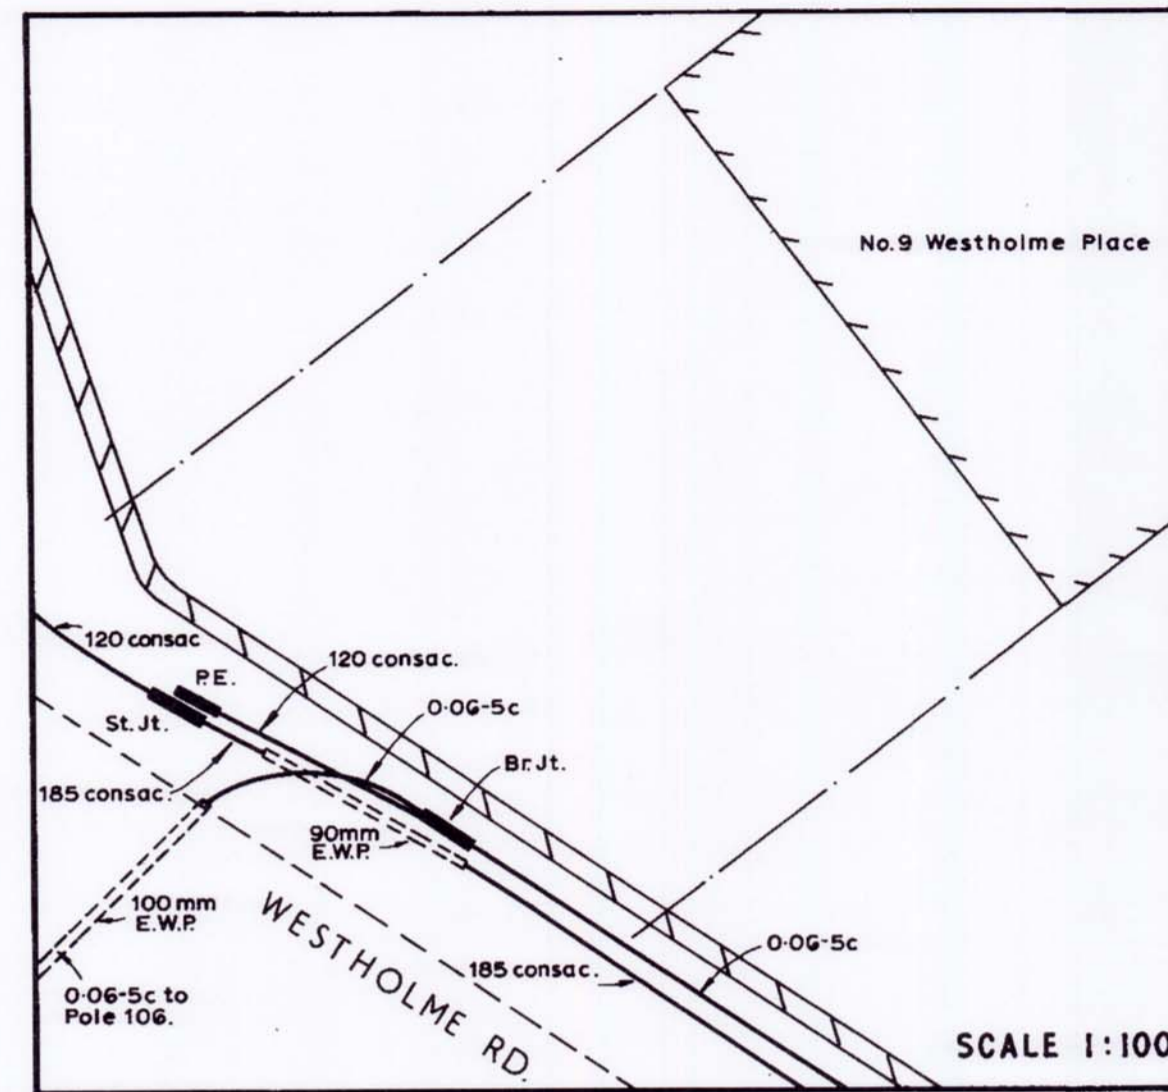 No.9 Westholme Place
120 consac
P.E.
120 consac.
St. Jt.
0·06-5c
Br. Jt.
185 consac.
90mm
E.W.P.
100 mm
E.W.P.
WESTHOLME RD.
0·06-5c
185 consac.
0·06-5c to
Pole 106.
SCALE 1:100